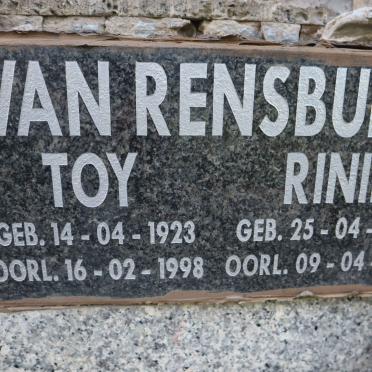 VAN RENSBU
TOY RINI
GEB. 14-04-1923 GEB. 25-04-
OORL. 16-02-1998 OORL. 09-04-